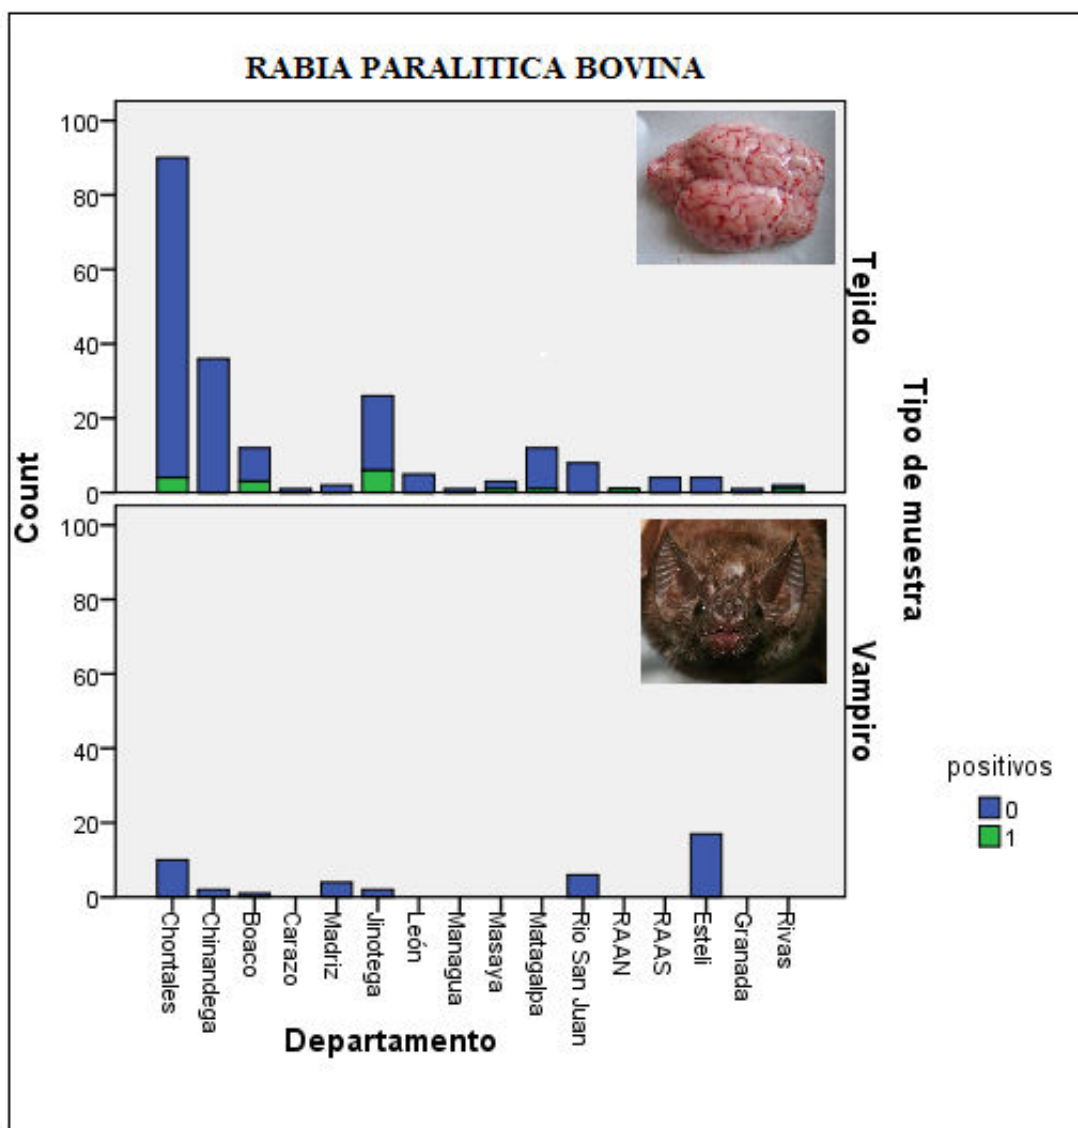 RABIA PARALITICA BOVINA
100
80
60
40
20
0
Tejido
100
80
60
40
20
0
Vampiro
Count
Tipo de muestra
positivos
0
1
Chontales
Chinandega
Boaco
Carazo
Madriz
Jinotega
León
Managua
Masaya
Matagalpa
Rio San Juan
RAAN
RAAS
Esteli
Granada
Rivas
Departamento